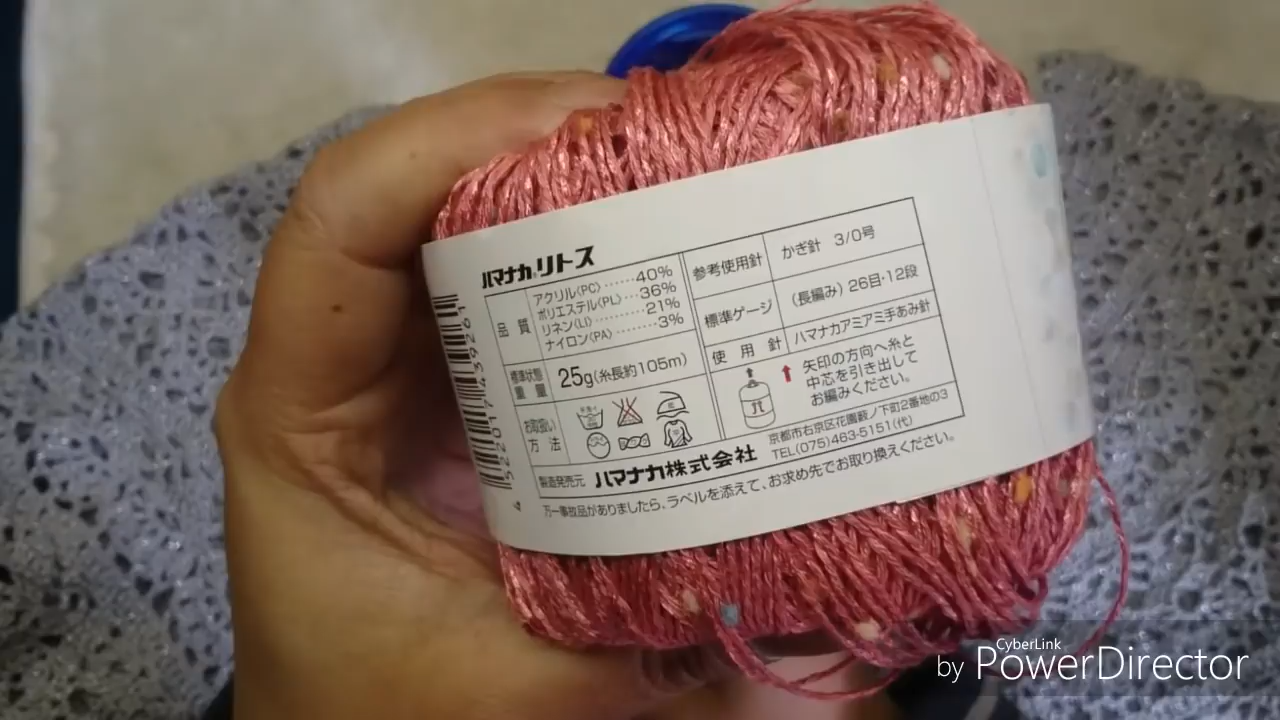 ハマナカ®リトス
品質
アクリル〈PC〉……40%
ポリエステル〈PL〉…36%
リネン〈LI〉…………21%
ナイロン〈PA〉………3%
標準状態重量
25g(糸長約105m)
お取扱い方法
参考使用針
かぎ針 3/0号
標準ゲージ
(長編み) 26目・12段
使用針
ハマナカアミアミ手あみ針
矢印の方向へ糸と
中芯を引き出して
お編みください。
製造発売元 ハマナカ株式会社
京都市右京区花園薮ノ下町2番地の3
TEL(075)463-5151(代)
万一事故品がありましたら、ラベルを添えて、お求め先でお取り換えください。
CyberLink
by PowerDirector